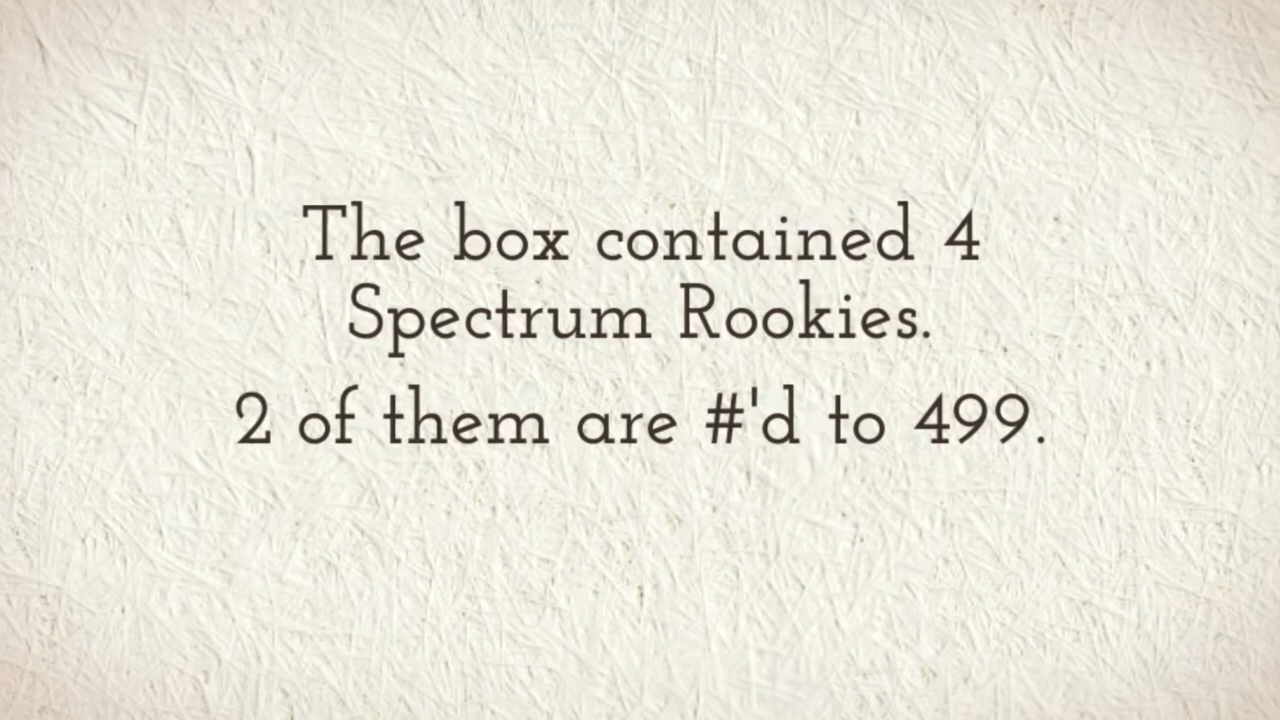 The box contained 4
Spectrum Rookies.
2 of them are #'d to 499.